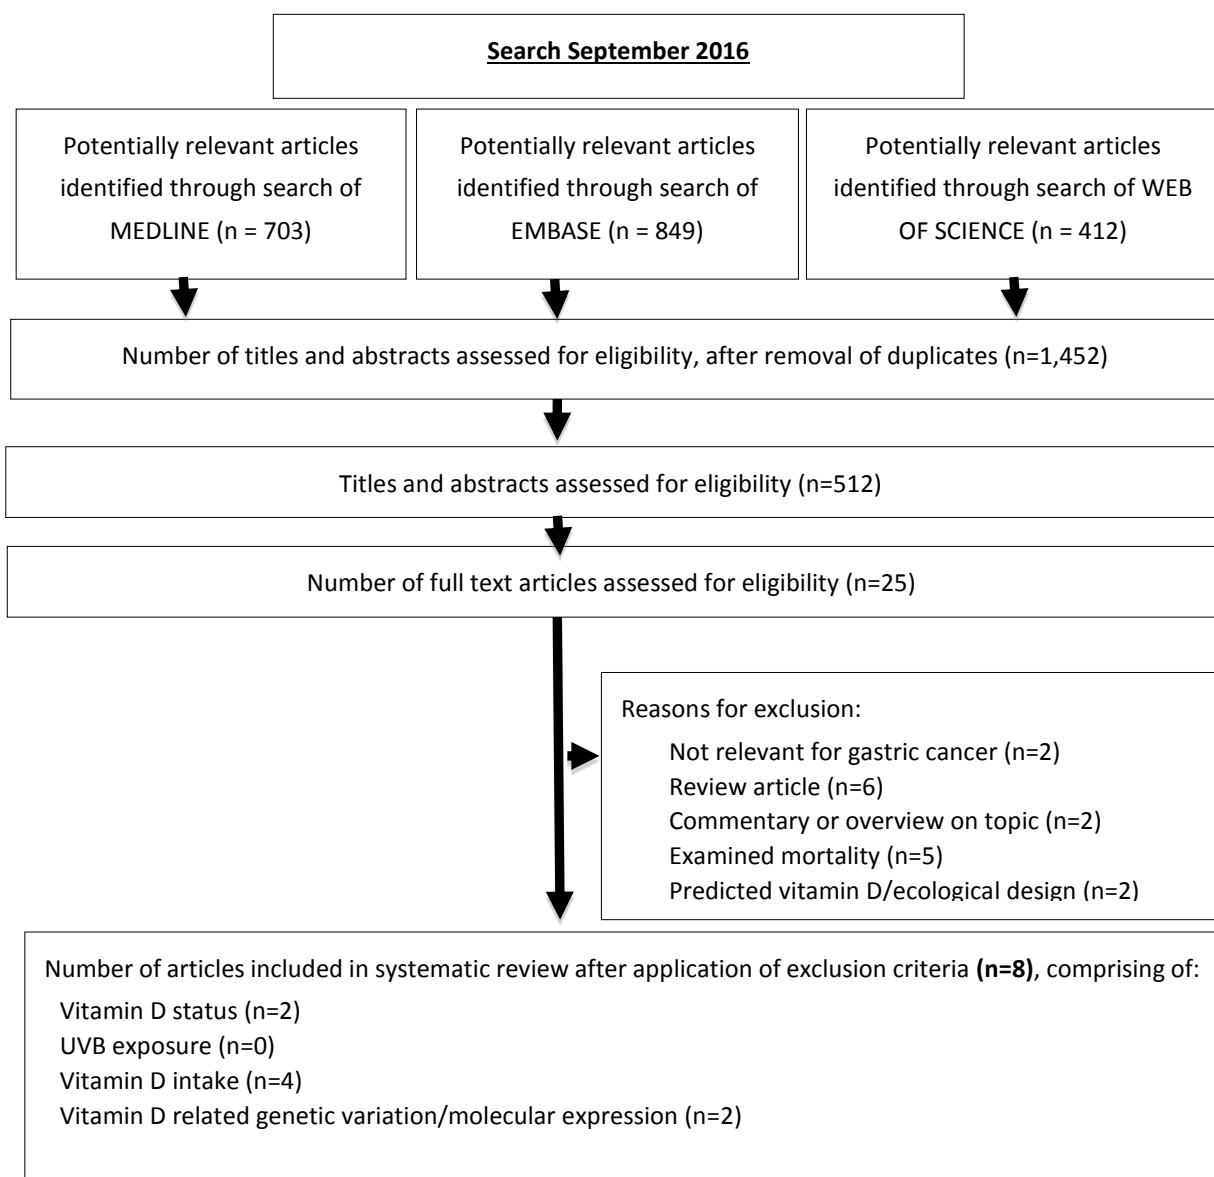 Search September 2016
Potentially relevant articles
identified through search of
MEDLINE (n = 703)
Potentially relevant articles
identified through search of
EMBASE (n = 849)
Potentially relevant articles
identified through search of WEB
OF SCIENCE (n = 412)
Number of titles and abstracts assessed for eligibility, after removal of duplicates (n=1,452)
Titles and abstracts assessed for eligibility (n=512)
Number of full text articles assessed for eligibility (n=25)
Reasons for exclusion:
Not relevant for gastric cancer (n=2)
Review article (n=6)
Commentary or overview on topic (n=2)
Examined mortality (n=5)
Predicted vitamin D/ecological design (n=2)
Number of articles included in systematic review after application of exclusion criteria (n=8), comprising of:
Vitamin D status (n=2)
UVB exposure (n=0)
Vitamin D intake (n=4)
Vitamin D related genetic variation/molecular expression (n=2)